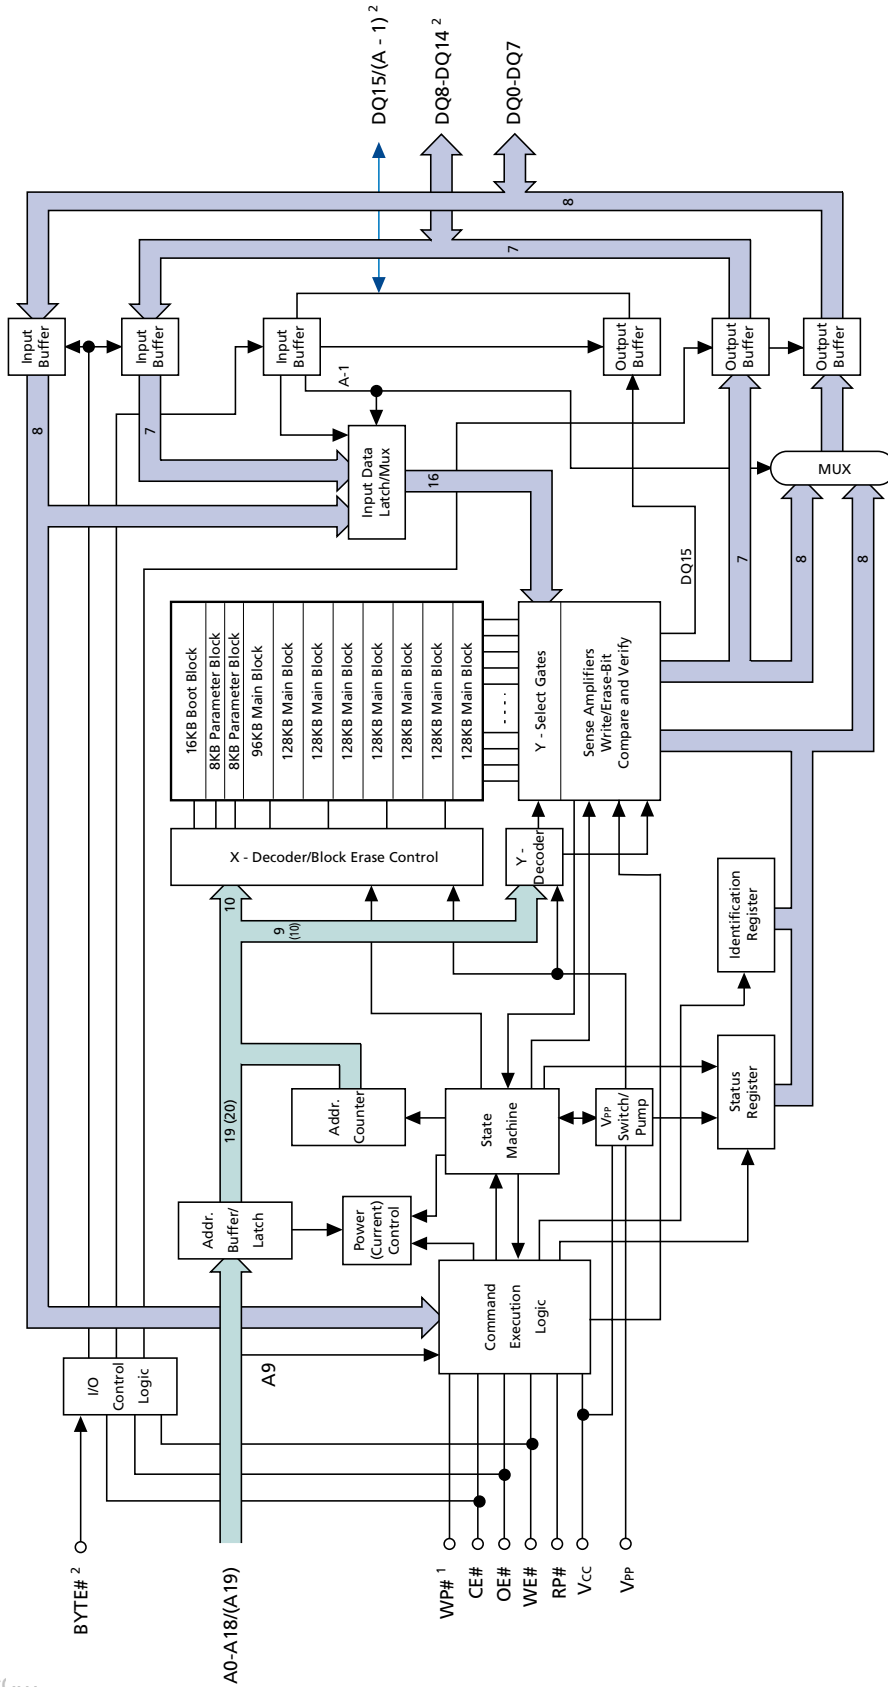 BYTE# 2
A0-A18/(A19)
WP# 1
CE#
OE#
WE#
RP#
VCC
VPP
I/O
Control
Logic
A9
Addr.
Buffer/
Latch
Power
(Current)
Control
Command
Execution
Logic
19 (20)
Addr.
Counter
State
Machine
VPP
Switch/
Pump
Status
Register
Identification
Register
10
9
(10)
X - Decoder/Block Erase Control
Y -
Decoder
16KB Boot Block
8KB Parameter Block
8KB Parameter Block
96KB Main Block
128KB Main Block
128KB Main Block
128KB Main Block
128KB Main Block
128KB Main Block
128KB Main Block
128KB Main Block
Y - Select Gates
Sense Amplifiers
Write/Erase-Bit
Compare and Verify
DQ15
7
8
8
8
7
16
Input Data
Latch/Mux
A-1
MUX
Input
Buffer
Input
Buffer
Input
Buffer
Output
Buffer
Output
Buffer
Output
Buffer
7
8
DQ15/(A - 1) 2
DQ8-DQ14 2
DQ0-DQ7